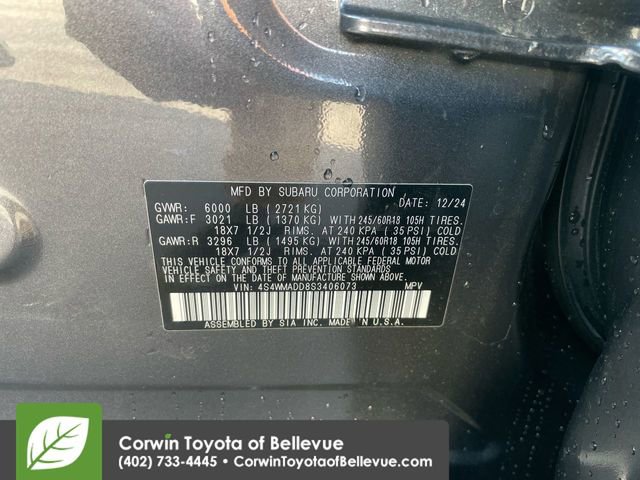 MFD BY SUBARU CORPORATION
GVWR: 6000 LB (2721 KG) DATE: 12/24
GAWR:F 3021 LB (1370 KG) WITH 245/60R18 105H TIRES.
18X7 1/2J RIMS. AT 240 KPA (35 PSI) COLD
GAWR:R 3296 LB (1495 KG) WITH 245/60R18 105H TIRES.
18X7 1/2J RIMS. AT 240 KPA (35 PSI) COLD
THIS VEHICLE CONFORMS TO ALL APPLICABLE FEDERAL MOTOR
VEHICLE SAFETY AND THEFT PREVENTION STANDARDS
IN EFFECT ON THE DATE OF MANUFACTURE SHOWN ABOVE.
VIN: 4S4WMADD8S3406073 MPV
ASSEMBLED BY SIA INC. MADE IN U.S.A.
Corwin Toyota of Bellevue
(402) 733-4445 - CorwinToyotaofBellevue.com